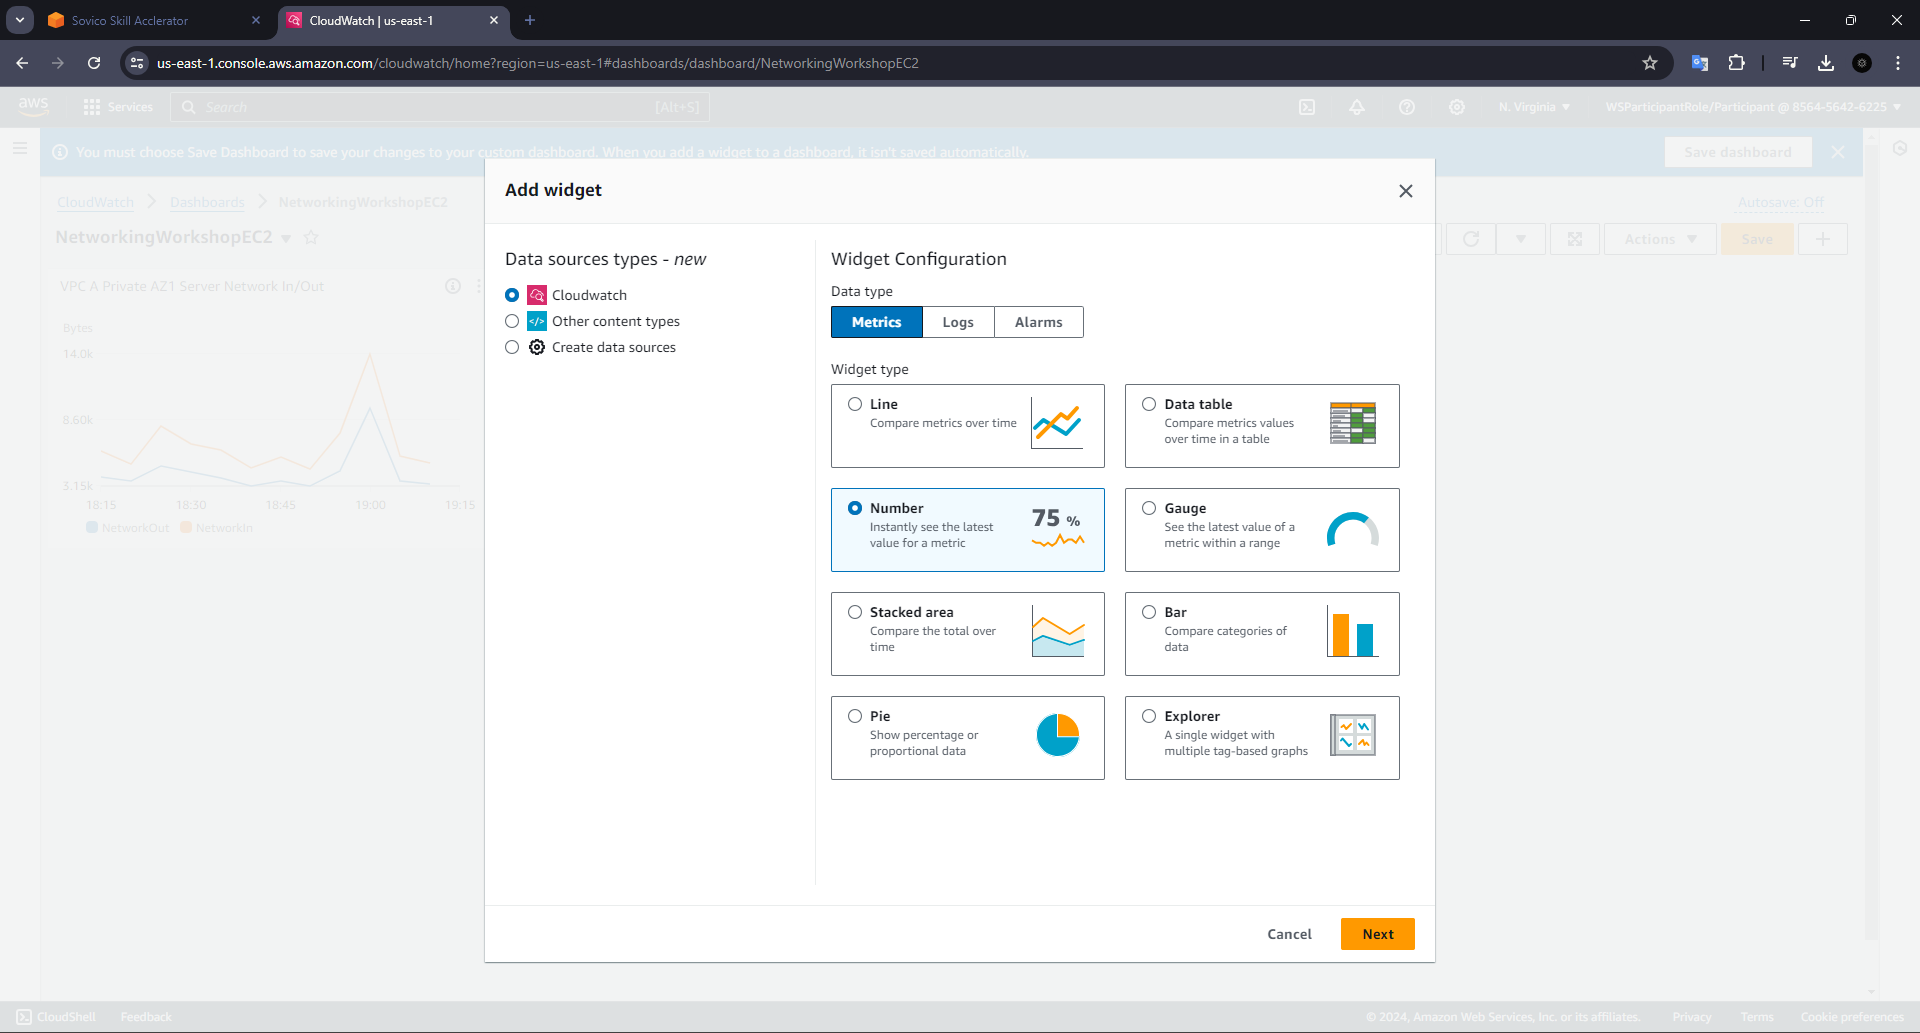 Sovico Skill Acclerator
CloudWatch | us-east-1
us-east-1.console.aws.amazon.com/cloudwatch/home?region=us-east-1#dashboards/dashboard/NetworkingWorkshopEC2
aws
Services
Search
[Alt+S]
N. Virginia
WSParticipantRole/Participant @ 8564-5642-6225
You must choose Save Dashboard to save your changes to your custom dashboard. When you add a widget to a dashboard, it isn't saved automatically.
Save dashboard
CloudWatch
Dashboards
NetworkingWorkshopEC2
Autosave: Off
NetworkingWorkshopEC2
Actions
Save
VPC A Private AZ1 Server Network In/Out
Bytes
14.0k
8.60k
3.15k
18:15 18:30 18:45 19:00 19:15
NetworkOut NetworkIn
Add widget
Data sources types - new
Cloudwatch
Other content types
Create data sources
Widget Configuration
Data type
Metrics Logs Alarms
Widget type
Line
Compare metrics over time
Data table
Compare metrics values
over time in a table
Number
Instantly see the latest
value for a metric
75 %
Gauge
See the latest value of a
metric within a range
Stacked area
Compare the total over
time
Bar
Compare categories of
data
Pie
Show percentage or
proportional data
Explorer
A single widget with
multiple tag-based graphs
Cancel
Next
CloudShell
Feedback
© 2024, Amazon Web Services, Inc. or its affiliates.
Privacy
Terms
Cookie preferences